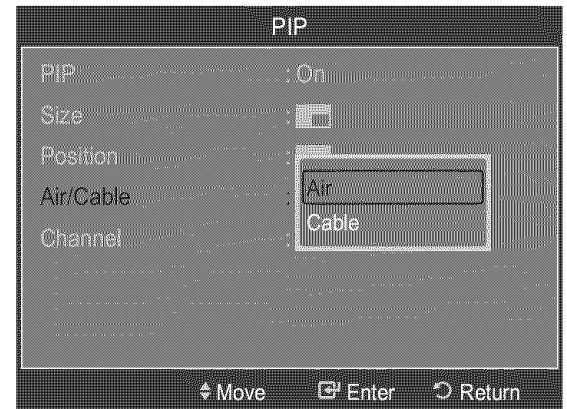 PIP
PIP : On
Size :
Position :
Air/Cable : Air
Cable
Channel :
Move Enter Return